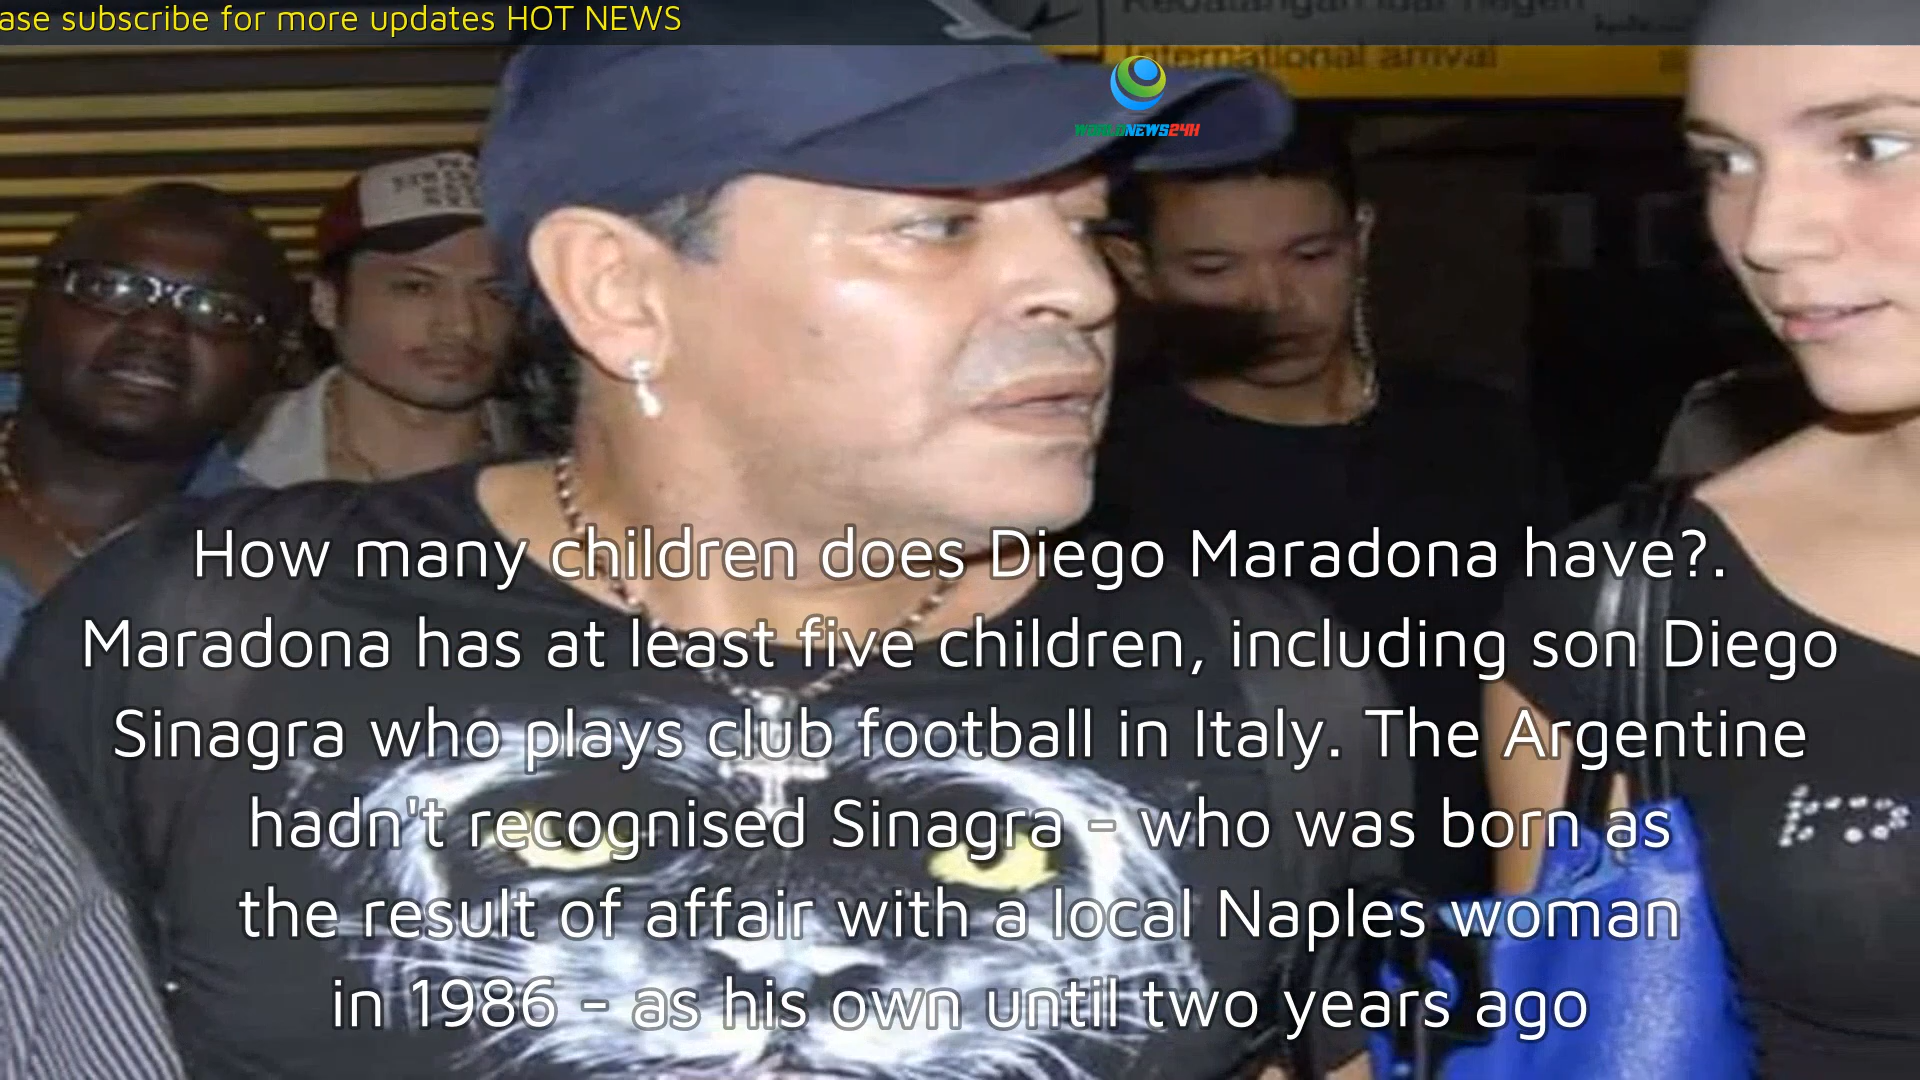 ase subscribe for more updates HOT NEWS
International arrival
WORLDNEWS24H
How many children does Diego Maradona have?.
Maradona has at least five children, including son Diego
Sinagra who plays club football in Italy. The Argentine
hadn't recognised Sinagra - who was born as
the result of affair with a local Naples woman
in 1986 - as his own until two years ago